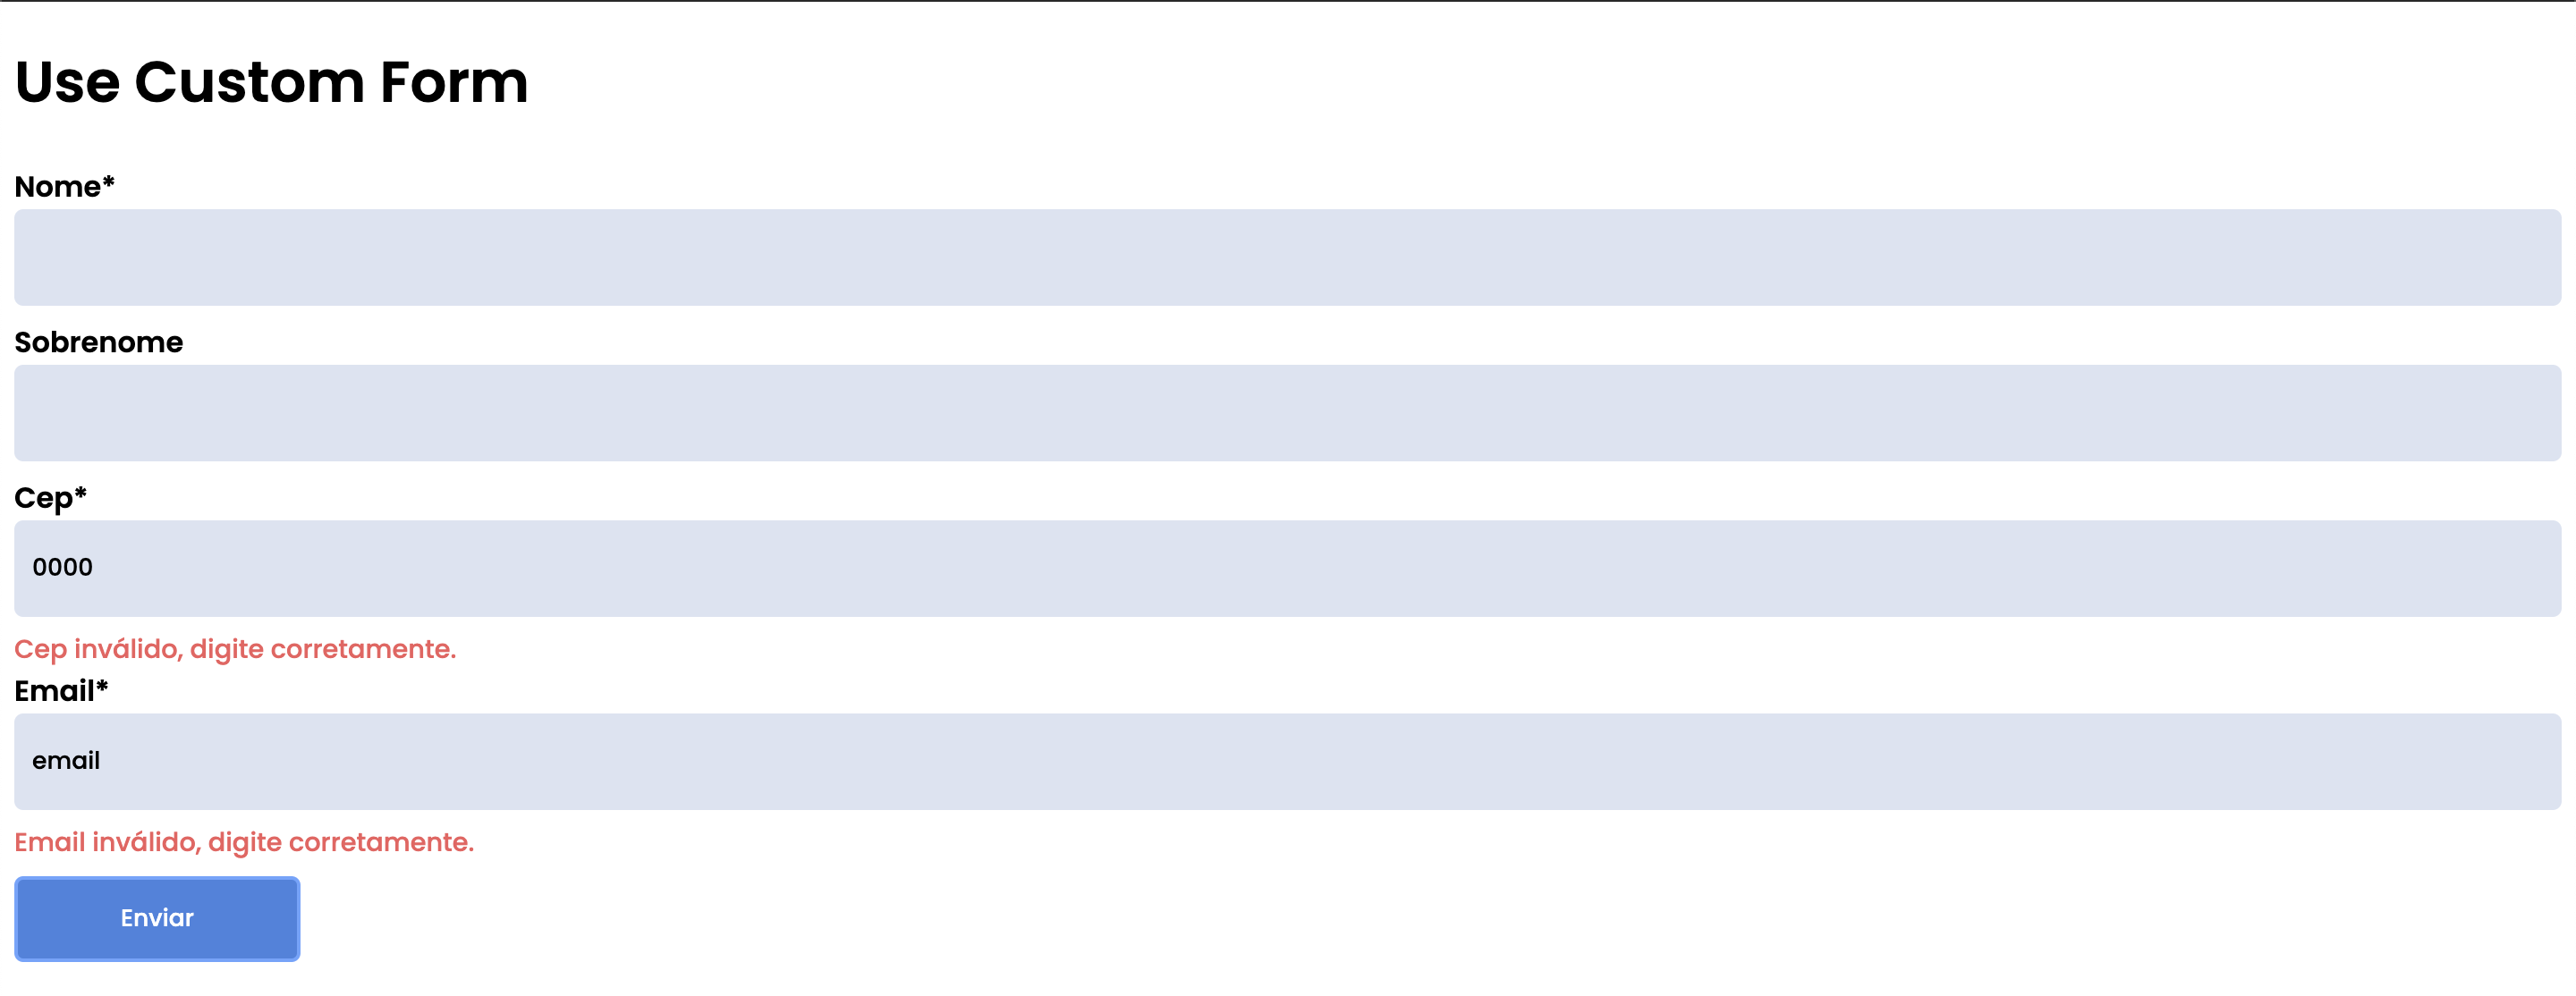 Use Custom Form
Nome*
Sobrenome
Cep*
0000
Cep inválido, digite corretamente.
Email*
email
Email inválido, digite corretamente.
Enviar